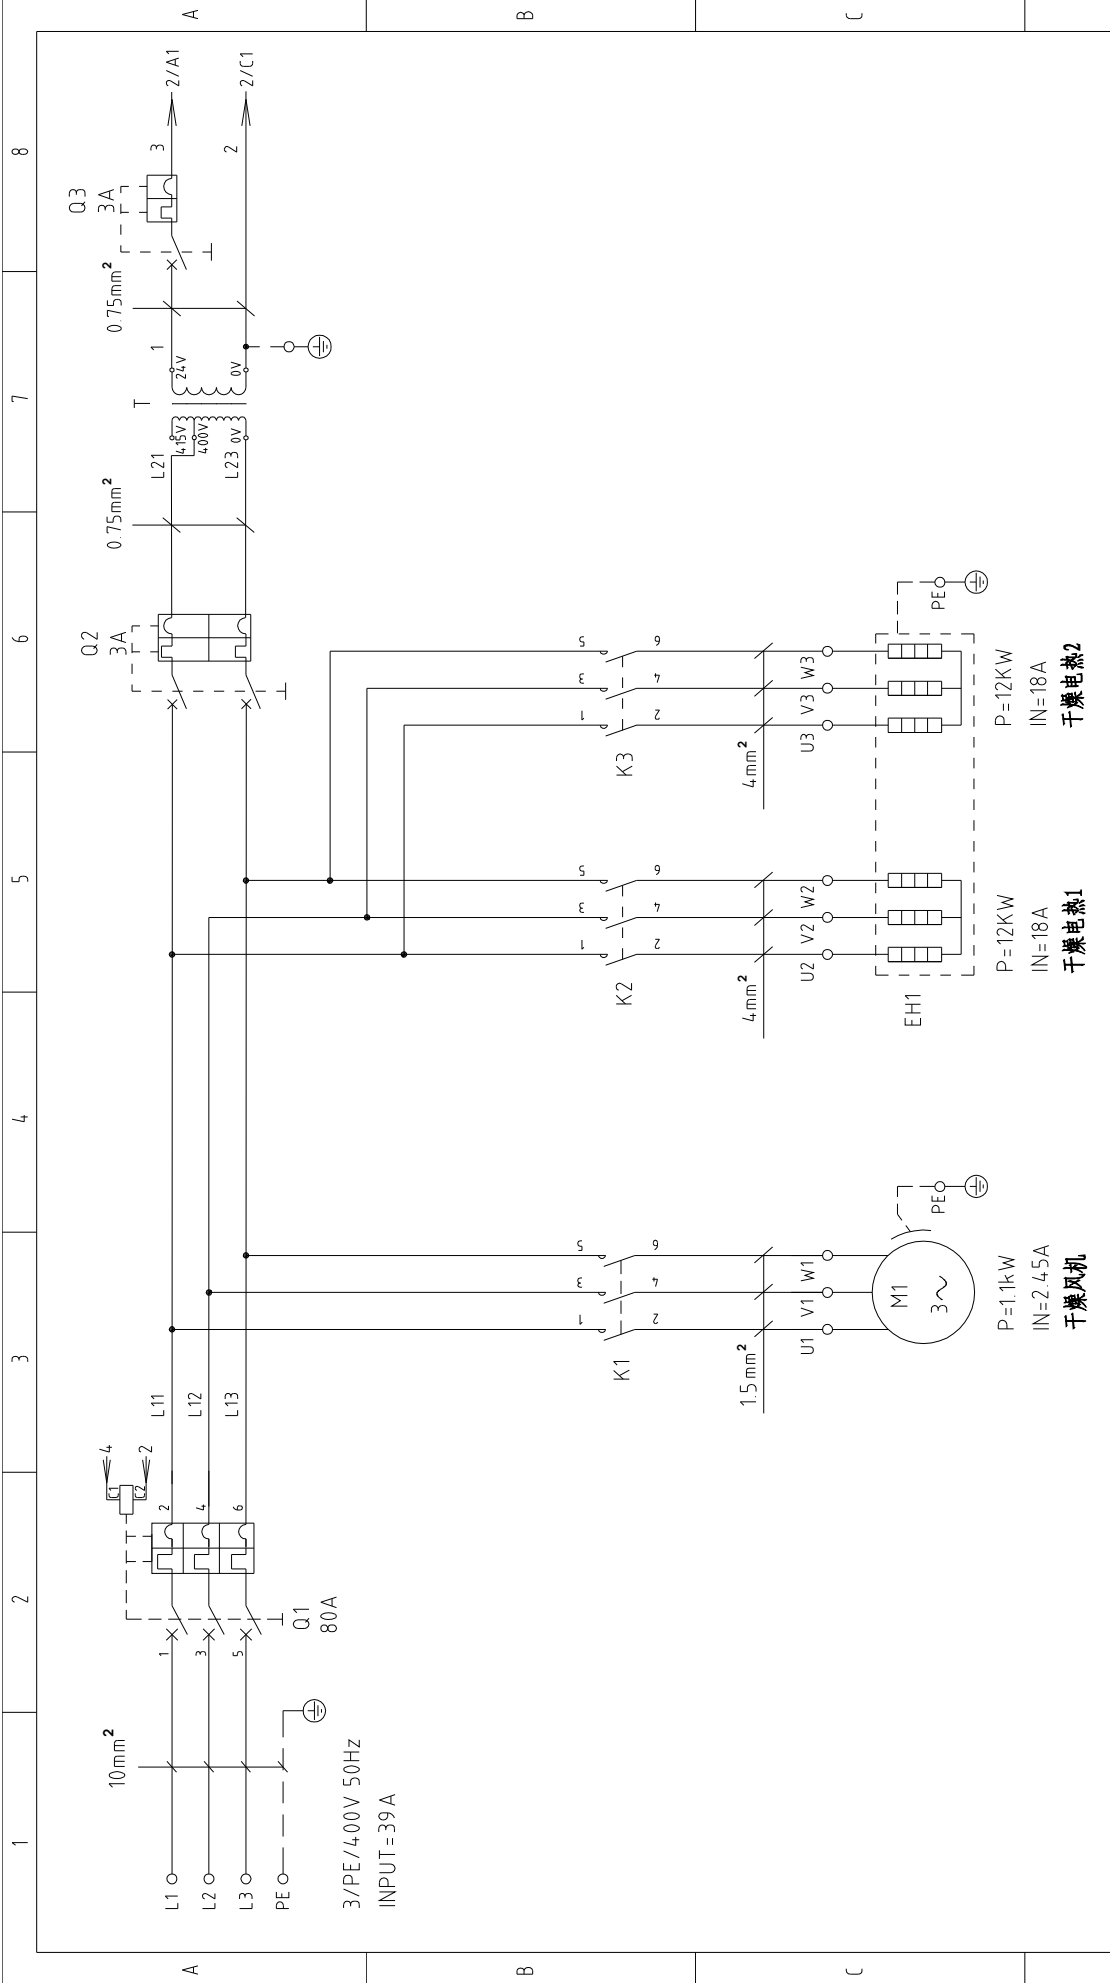 1
2
3
4
5
6
7
8
A
B
C
A
B
C
10mm²
L1
L2
L3
PE
3/PE/400V 50Hz
INPUT=39A
1
3
5
Q1
80A
C1
C2
4
2
2
4
6
L11
L12
L13
1
3
5
K1
2
4
6
1.5mm²
U1
V1
W1
M1
3~
PE
P=1.1kW
IN=2.45A
干燥风机
1
3
5
K2
2
4
6
4mm²
U2
V2
W2
EH1
P=12KW
IN=18A
干燥电热1
1
3
5
K3
2
4
6
4mm²
U3
V3
W3
PE
P=12KW
IN=18A
干燥电热2
Q2
3A
0.75mm²
L21
L23
415V
400V
0V
T
24V
0V
1
0.75mm²
Q3
3A
3
2
2/A1
2/C1